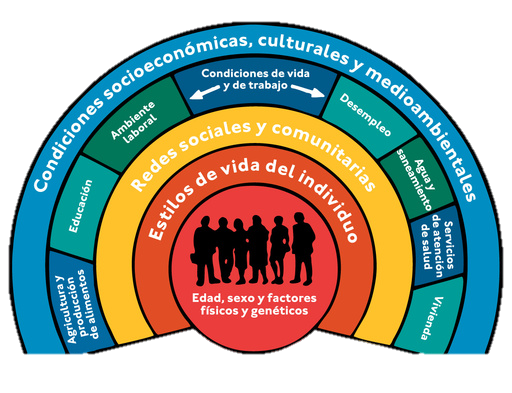 Condiciones socioeconómicas, culturales y medioambientales
Condiciones de vida
y de trabajo
Ambiente
laboral
Desempleo
Educación
Agua y
saneamiento
Agricultura y
producción
de alimentos
Servicios
de atención
de salud
Vivienda
Redes sociales y comunitarias
Estilos de vida del individuo
Edad, sexo y factores
físicos y genéticos